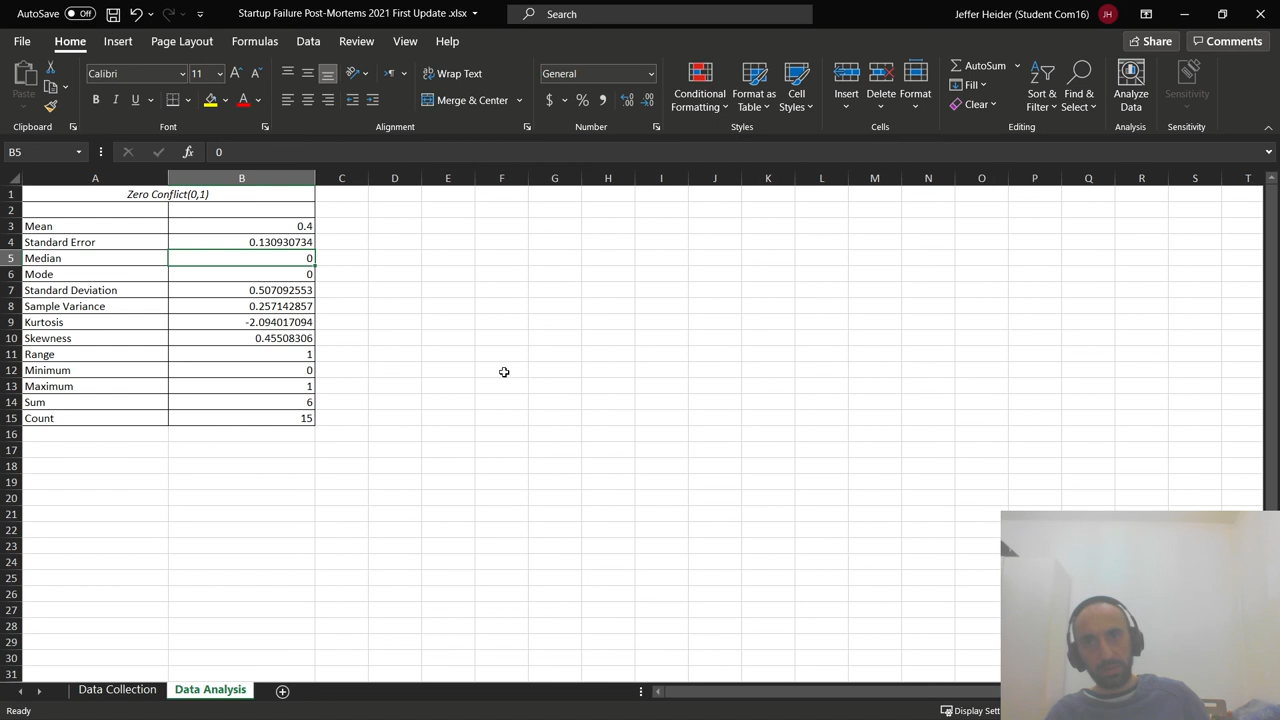 AutoSave Off Startup Failure Post-Mortems 2021 First Update .xlsx Search Jeffer Heider (Student Com16) JH
File Home Insert Page Layout Formulas Data Review View Help Share Comments
Paste Calibri 11 Wrap Text General Conditional Formatting Format as Table Cell Styles Insert Delete Format AutoSum Sort & Filter Find & Select Analyze Data Sensitivity
B I U Merge & Center $ % Fill
Clear
Clipboard Font Alignment Number Styles Cells Editing Analysis Sensitivity
B5 fx 0
A B C D E F G H I J K L M N O P Q R S T
1 Zero Conflict(0,1)
2
3 Mean 0.4
4 Standard Error 0.130930734
5 Median 0
6 Mode 0
7 Standard Deviation 0.507092553
8 Sample Variance 0.257142857
9 Kurtosis -2.094017094
10 Skewness 0.45508306
11 Range 1
12 Minimum 0
13 Maximum 1
14 Sum 6
15 Count 15
16
17
18
19
20
21
22
23
24
25
26
27
28
29
30
31
Data Collection Data Analysis
Ready Display Sett